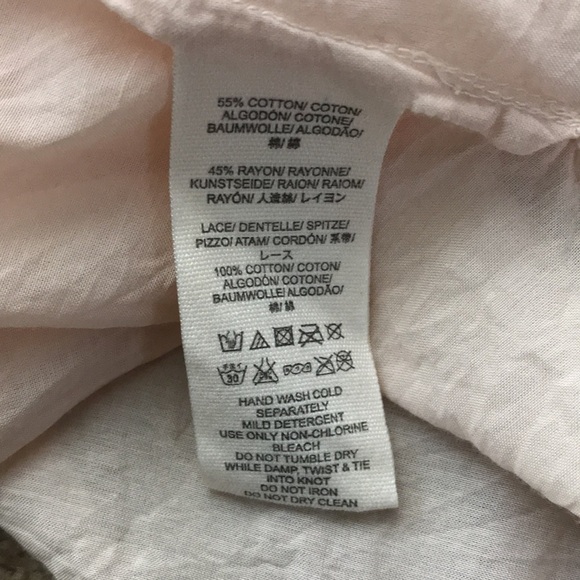 55% COTTON/ COTON/
ALGODÓN/ COTONE/
BAUMWOLLE/ ALGODÃO/
棉/ 綿
45% RAYON/ RAYONNE/
KUNSTSEIDE/ RAION/ RAIOM/
RAYÓN/ 人造絲/ レイヨン
LACE/ DENTELLE/ SPITZE/
PIZZO/ ATAM/ CORDÓN/ 系帶/
レース
100% COTTON/ COTON/
ALGODÓN/ COTONE/
BAUMWOLLE/ ALGODÃO/
棉/ 綿
30
HAND WASH COLD
SEPARATELY
MILD DETERGENT
USE ONLY NON-CHLORINE
BLEACH
DO NOT TUMBLE DRY
WHILE DAMP, TWIST & TIE
INTO KNOT
DO NOT IRON
DO NOT DRY CLEAN